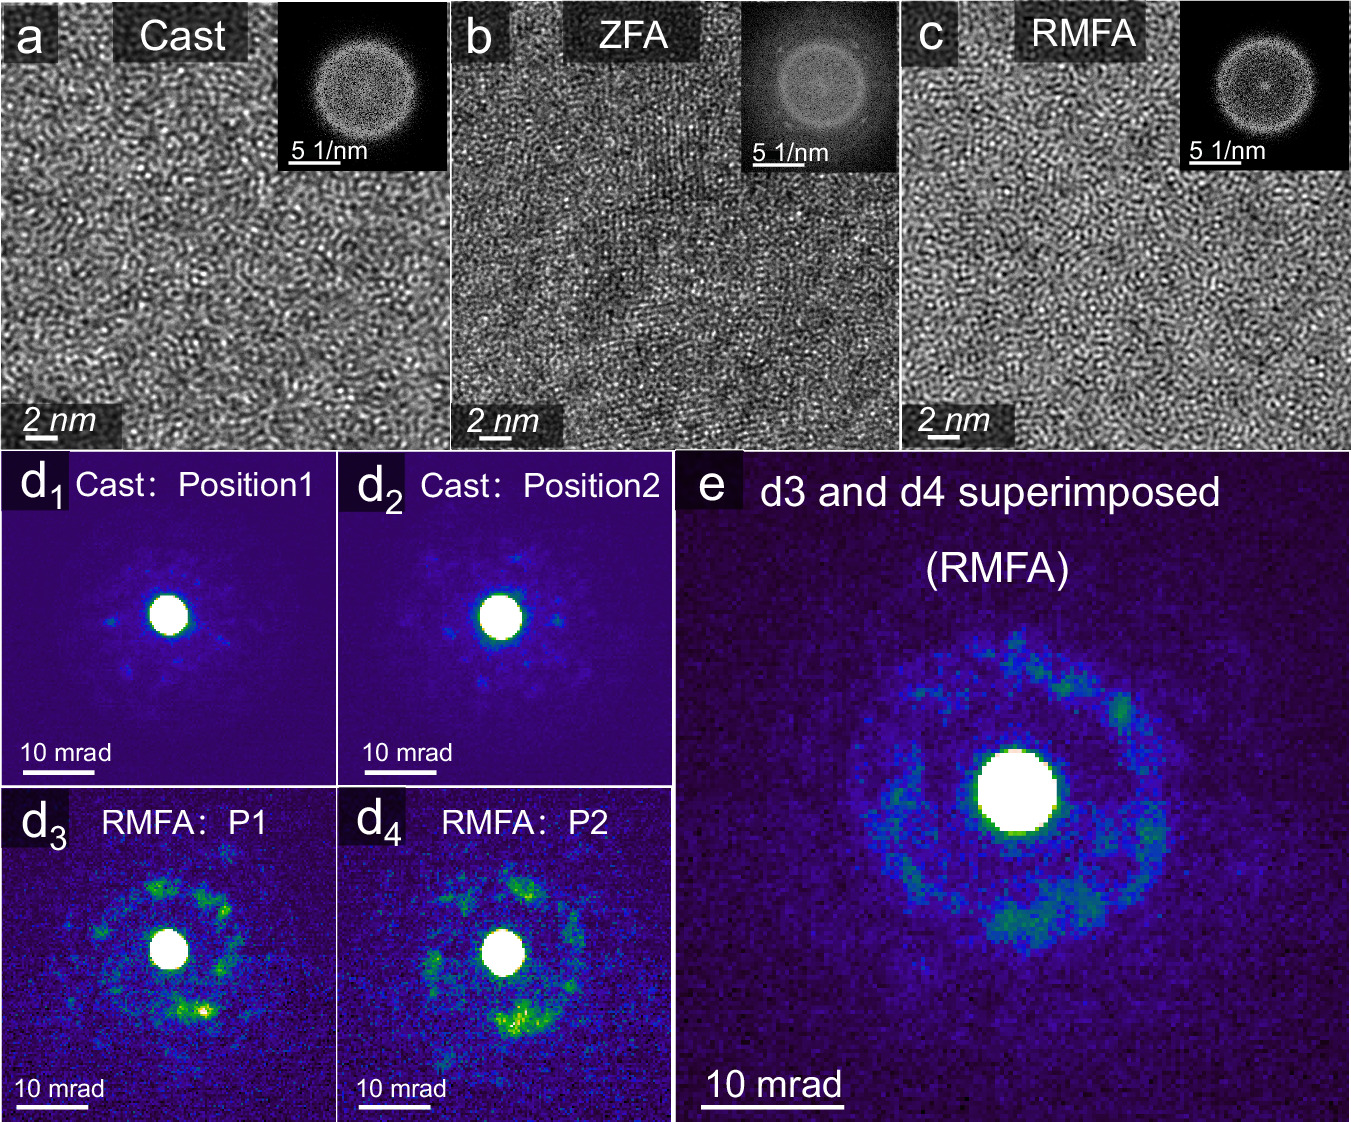 a Cast
5 1/nm
2 nm
b ZFA
5 1/nm
2 nm
c RMFA
5 1/nm
2 nm
d1 Cast: Position1
10 mrad
d2 Cast: Position2
10 mrad
d3 RMFA: P1
10 mrad
d4 RMFA: P2
10 mrad
e d3 and d4 superimposed
(RMFA)
10 mrad